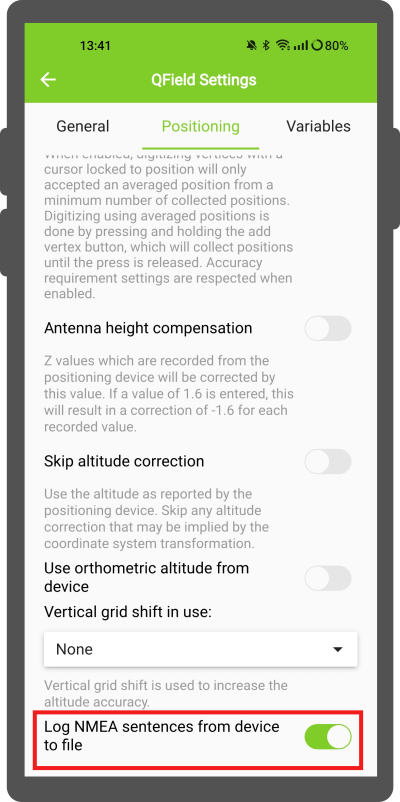 13:41
80%
QField Settings
General
Positioning
Variables
When enabled, digitizing vertices with a
cursor locked to position will only
accepted an averaged position from a
minimum number of collected positions.
Digitizing using averaged positions is
done by pressing and holding the add
vertex button, which will collect positions
until the press is released. Accuracy
requirement settings are respected when
enabled.
Antenna height compensation
Z values which are recorded from the
positioning device will be corrected by
this value. If a value of 1.6 is entered, this
will result in a correction of -1.6 for each
recorded value.
Skip altitude correction
Use the altitude as reported by the
positioning device. Skip any altitude
correction that may be implied by the
coordinate system transformation.
Use orthometric altitude from
device
Vertical grid shift in use:
None
Vertical grid shift is used to increase the
altitude accuracy.
Log NMEA sentences from device
to file